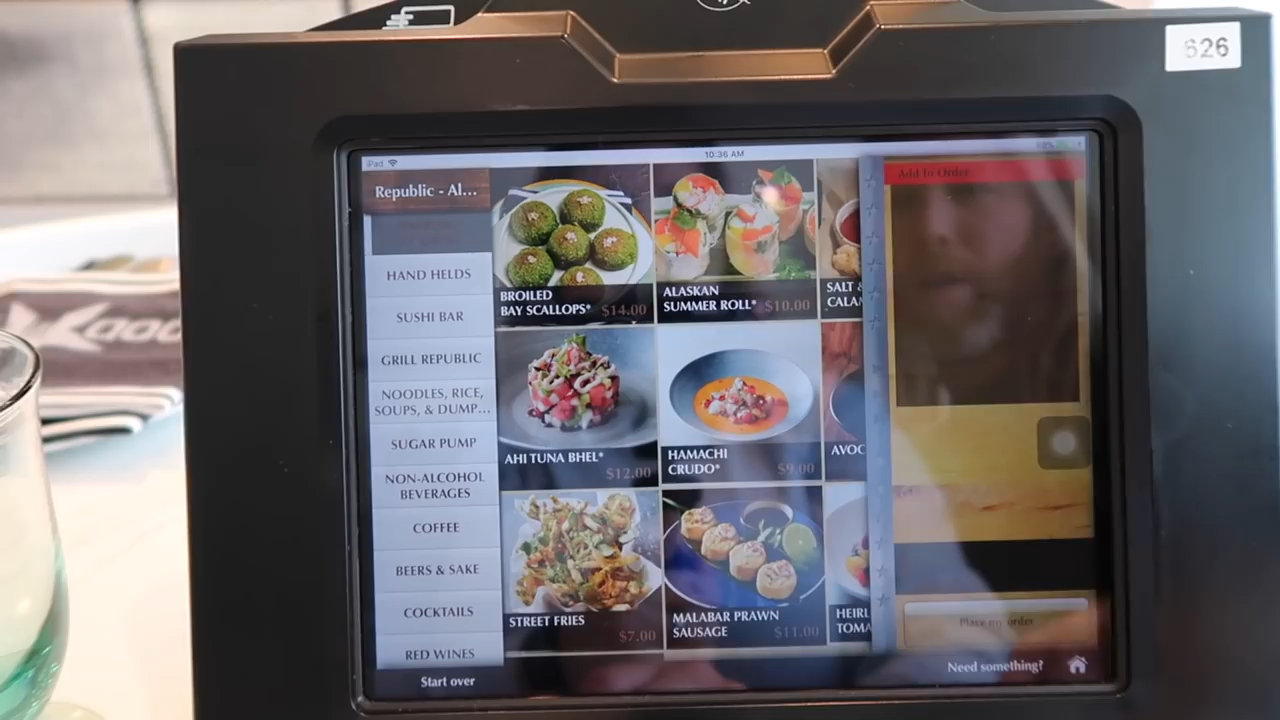 626
iPad
10:36 AM
Republic - Al...
HAND HELDS
SUSHI BAR
GRILL REPUBLIC
NOODLES, RICE,
SOUPS, & DUMP...
SUGAR PUMP
NON-ALCOHOL
BEVERAGES
COFFEE
BEERS & SAKE
COCKTAILS
RED WINES
Start over
BROILED
BAY SCALLOPS* $14.00
ALASKAN
SUMMER ROLL* $10.00
SALT &
CALAM
AHI TUNA BHEL*
$12.00
HAMACHI
CRUDO* $9.00
AVOC
STREET FRIES
$7.00
MALABAR PRAWN
SAUSAGE $11.00
HEIRL
TOMA
Add to Order
Place my order
Need something?